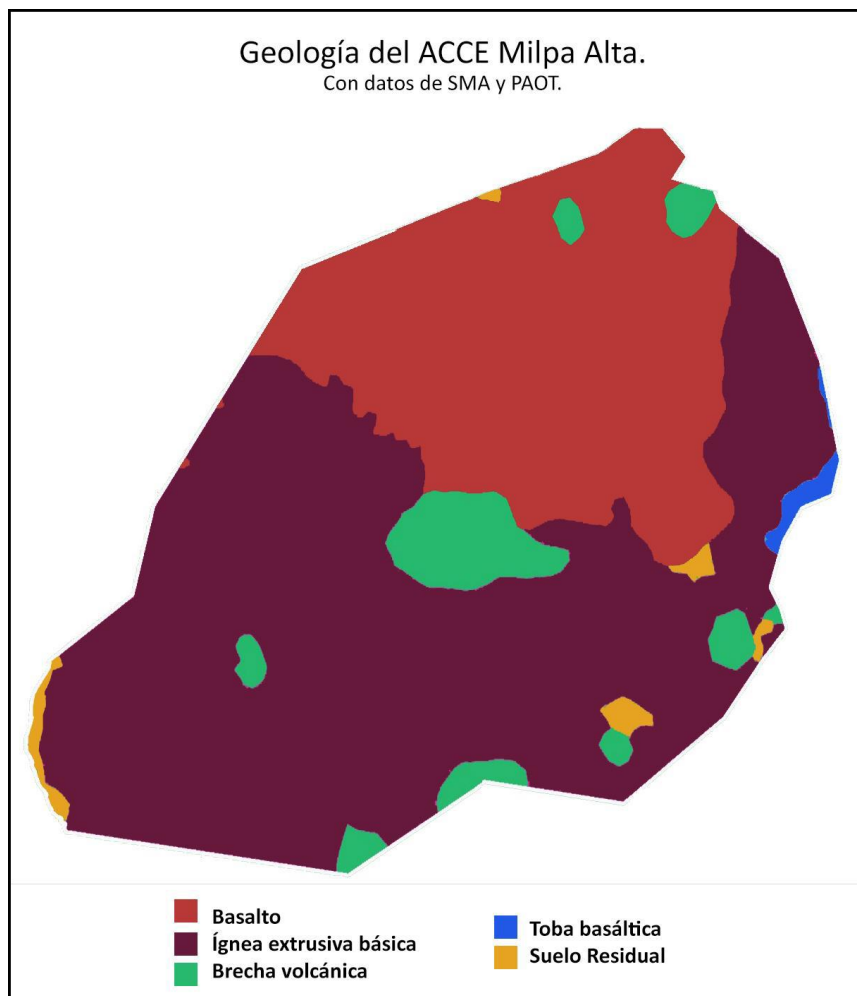 Geología del ACCE Milpa Alta.
Con datos de SMA y PAOT.
Basalto
Ígnea extrusiva básica
Brecha volcánica
Toba basáltica
Suelo Residual